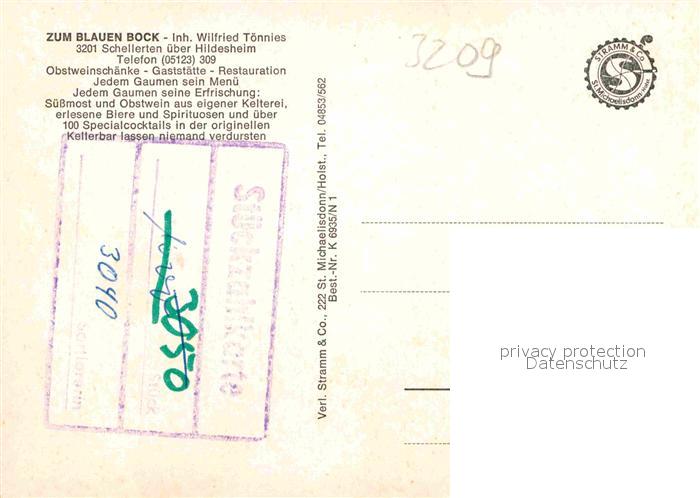 ZUM BLAUEN BOCK - Inh. Wilfried Tönnies
3201 Schellerten über Hildesheim
Telefon (05123) 309
Obstweinschänke - Gaststätte - Restauration
Jedem Gaumen sein Menü
Jedem Gaumen seine Erfrischung:
Süßmost und Obstwein aus eigener Kelterei,
erlesene Biere und Spirituosen und über
100 Specialcocktails in der originellen
Kellerbar lassen niemand verdursten
3209
STRAMM & Co
St. Michaelisdonn
Verl. Stramm & Co., 222 St. Michaelisdonn/Holst., Tel. 04853/562
Best.-Nr. K 6935/N 1
Stückzahlkarte
3050
Stück
3040
Sortieruum
privacy protection
Datenschutz